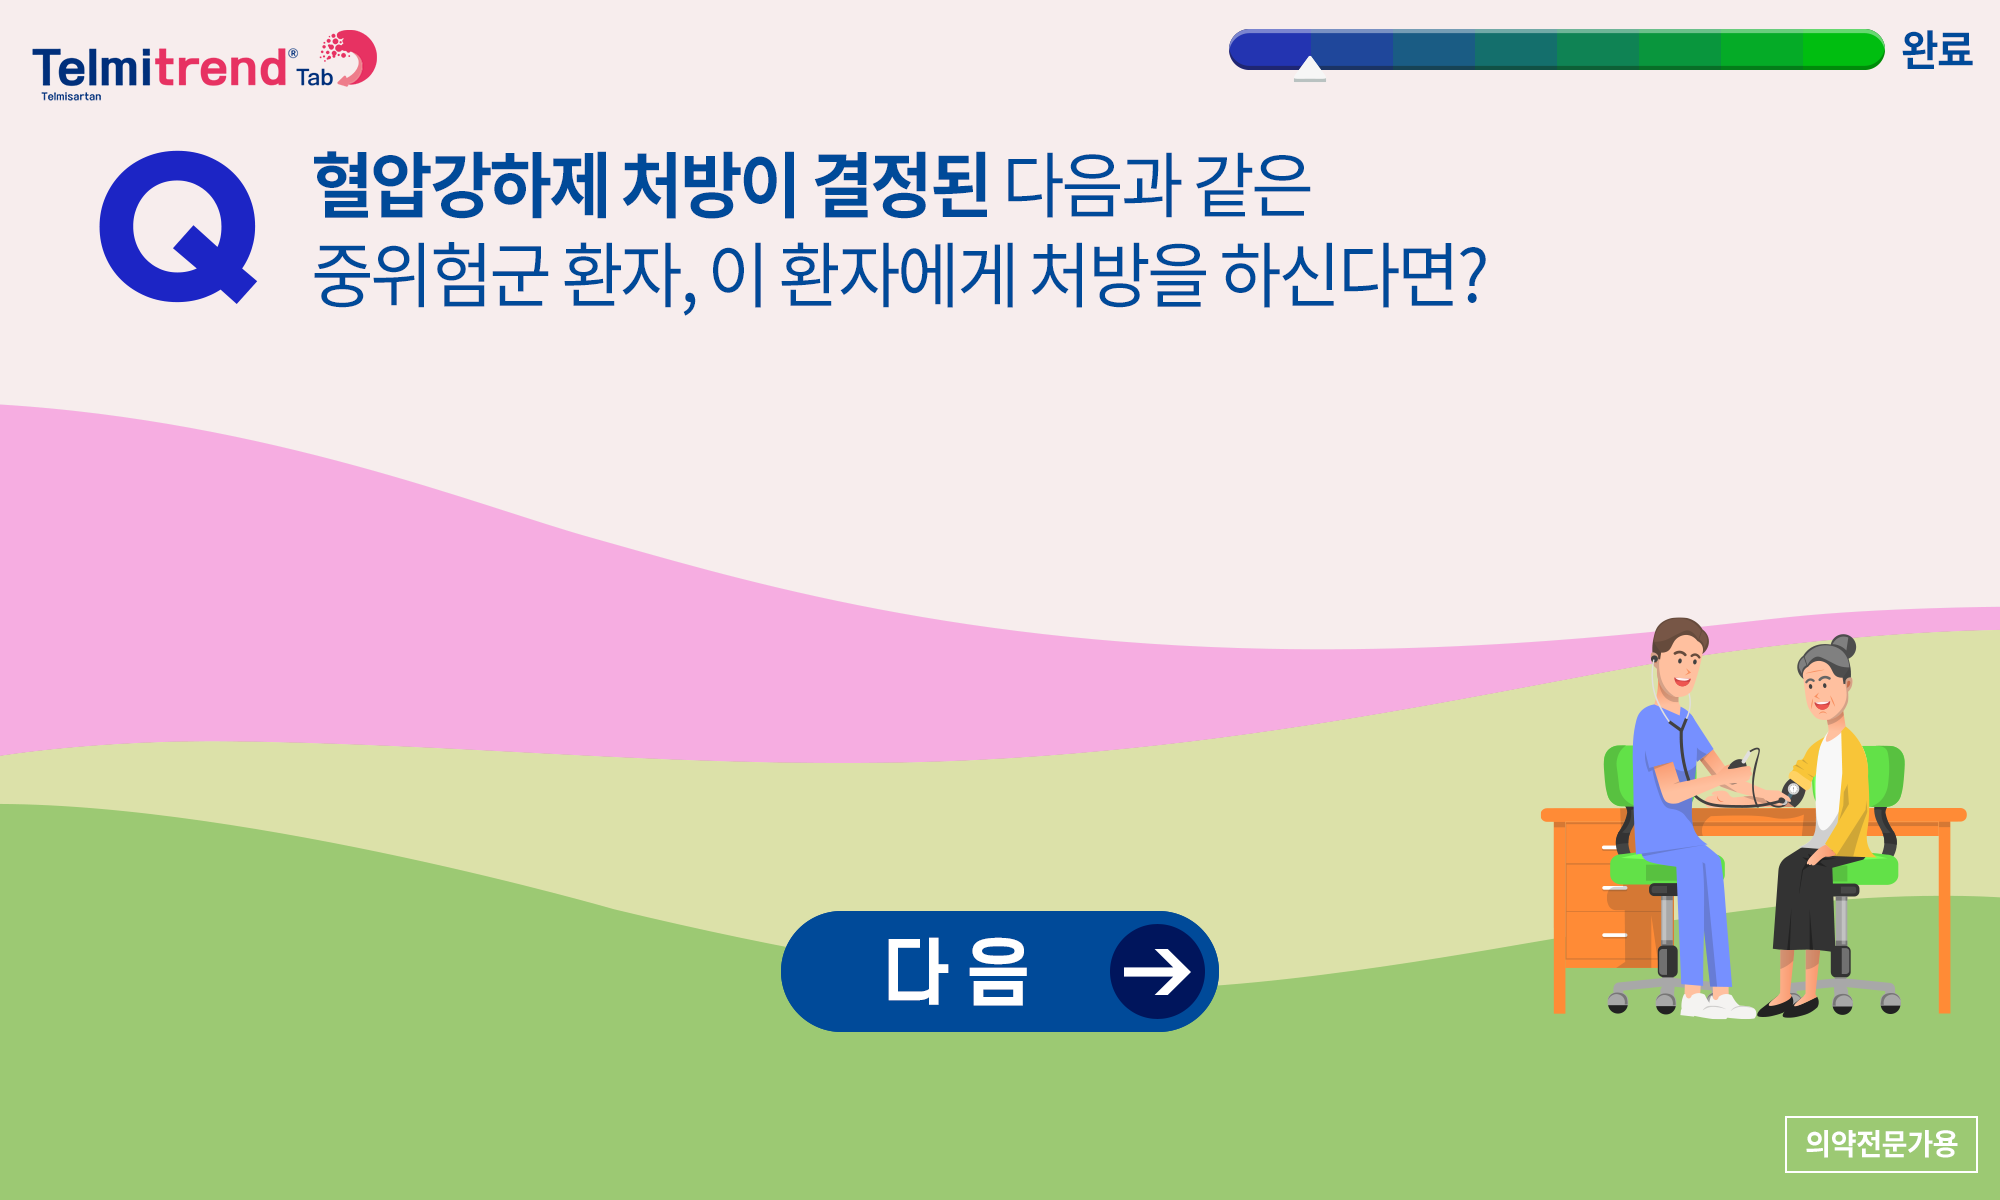 Telmitrend® Tab
Telmisartan
완료
Q
혈압강하제 처방이 결정된 다음과 같은
중위험군 환자, 이 환자에게 처방을 하신다면?
다음
의약전문가용